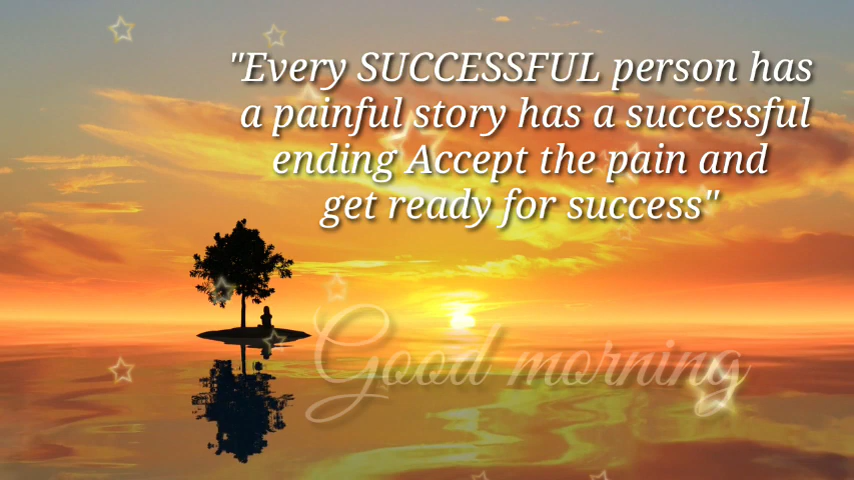 "Every SUCCESSFUL person has
a painful story has a successful
ending Accept the pain and
get ready for success"
Good morning